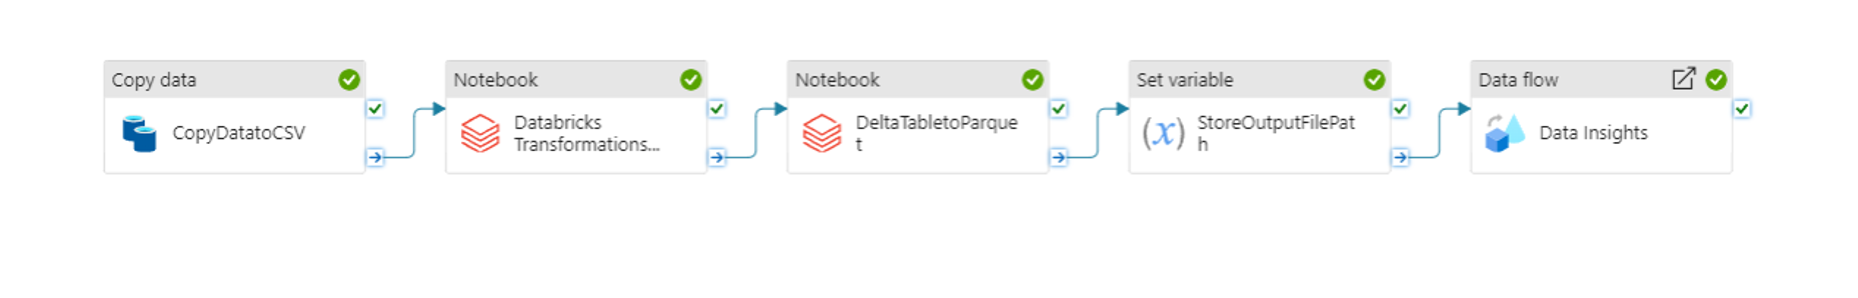 Copy data
CopyDatatoCSV
Notebook
Databricks
Transformations...
Notebook
DeltaTabletoParque
t
Set variable
(x)
StoreOutputFilePat
h
Data flow
Data Insights